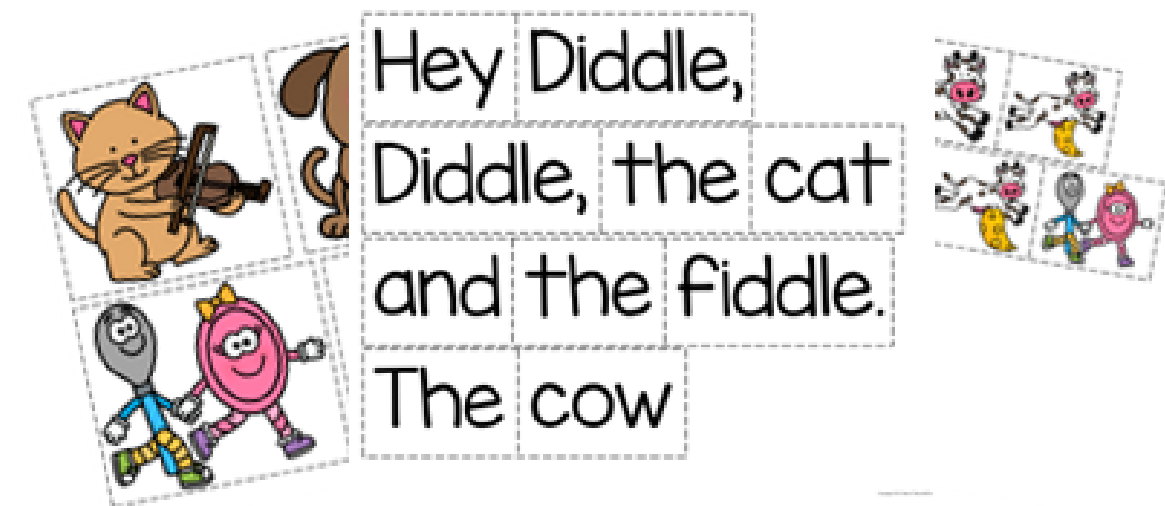 Hey Diddle,
Diddle, the cat
and the fiddle.
The cow